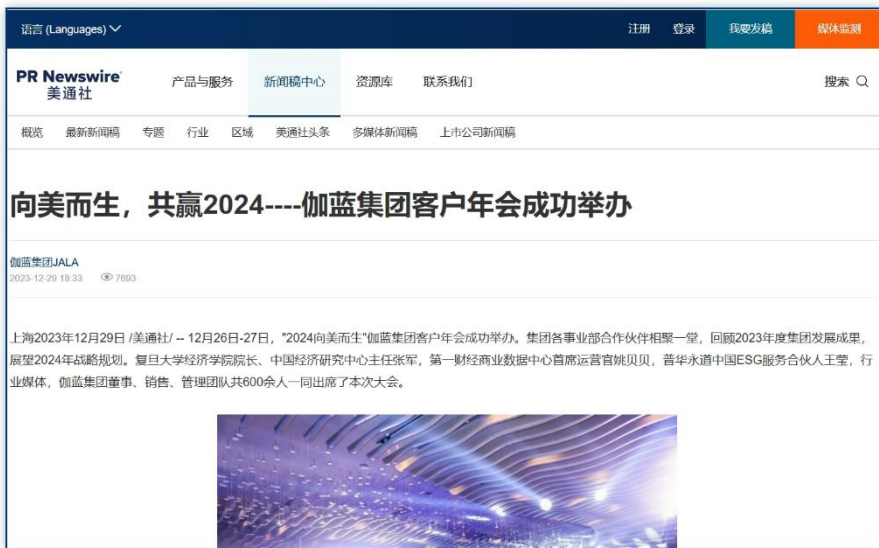 语言 (Languages)
注册 登录 我要发稿 媒体监测
PR Newswire
美通社
产品与服务 新闻稿中心 资源库 联系我们
搜索
概览 最新新闻稿 专题 行业 区域 美通社头条 多媒体新闻稿 上市公司新闻稿
向美而生，共赢2024----伽蓝集团客户年会成功举办
伽蓝集团JALA
2023-12-29 18:33 7693
上海2023年12月29日 /美通社/ -- 12月26日-27日，"2024向美而生"伽蓝集团客户年会成功举办。集团各事业部合作伙伴相聚一堂，回顾2023年度集团发展成果，
展望2024年战略规划。复旦大学经济学院院长、中国经济研究中心主任张军，第一财经商业数据中心首席运营官姚贝贝，普华永道中国ESG服务合伙人王莹，行
业媒体，伽蓝集团董事、销售、管理团队共600余人一同出席了本次大会。